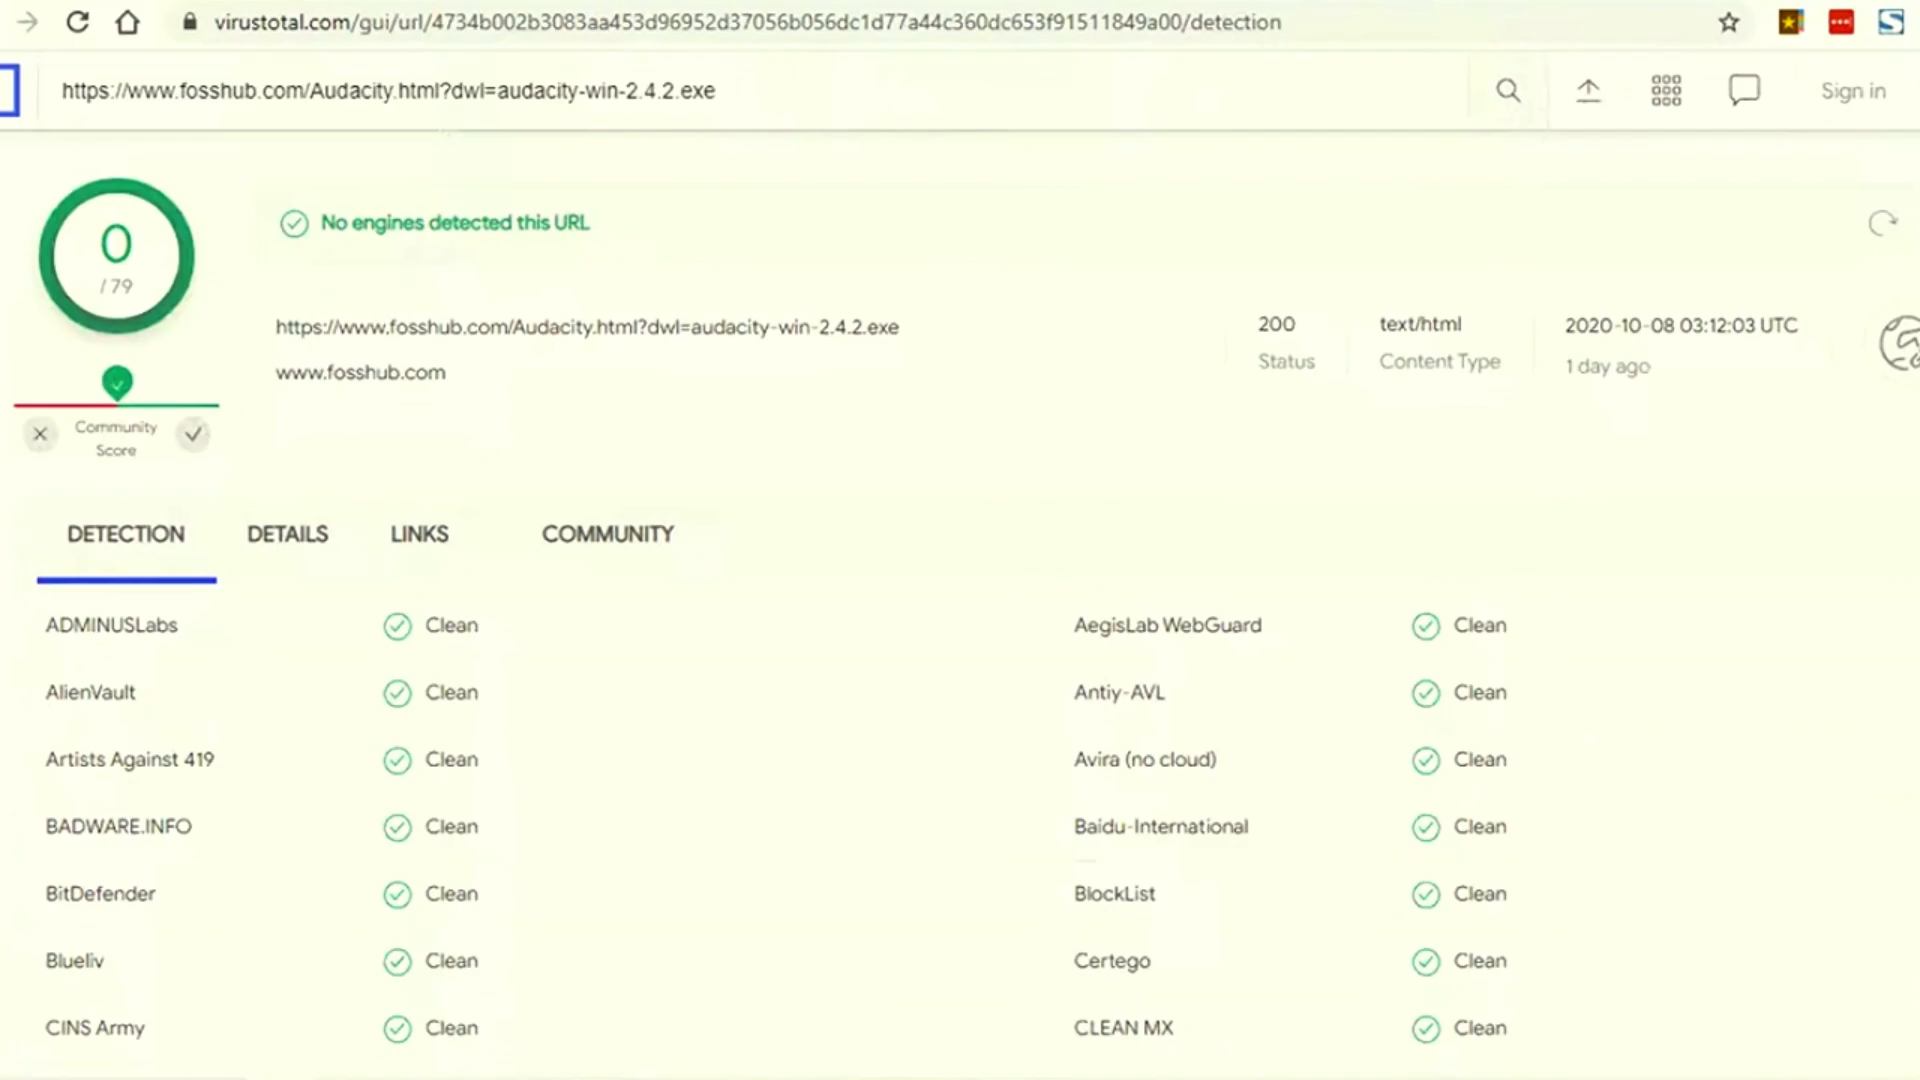 virustotal.com/gui/url/4734b002b3083aa453d96952d37056b056dc1d77a44c360dc653f91511849a00/detection
https://www.fosshub.com/Audacity.html?dwl=audacity-win-2.4.2.exe
Sign in
0
/ 79
No engines detected this URL
https://www.fosshub.com/Audacity.html?dwl=audacity-win-2.4.2.exe
www.fosshub.com
200
Status
text/html
Content Type
2020-10-08 03:12:03 UTC
1 day ago
Community
Score
DETECTION DETAILS LINKS COMMUNITY
ADMINUSLabs Clean AegisLab WebGuard Clean
AlienVault Clean Antiy-AVL Clean
Artists Against 419 Clean Avira (no cloud) Clean
BADWARE.INFO Clean Baidu-International Clean
BitDefender Clean BlockList Clean
Blueliv Clean Certego Clean
CINS Army Clean CLEAN MX Clean